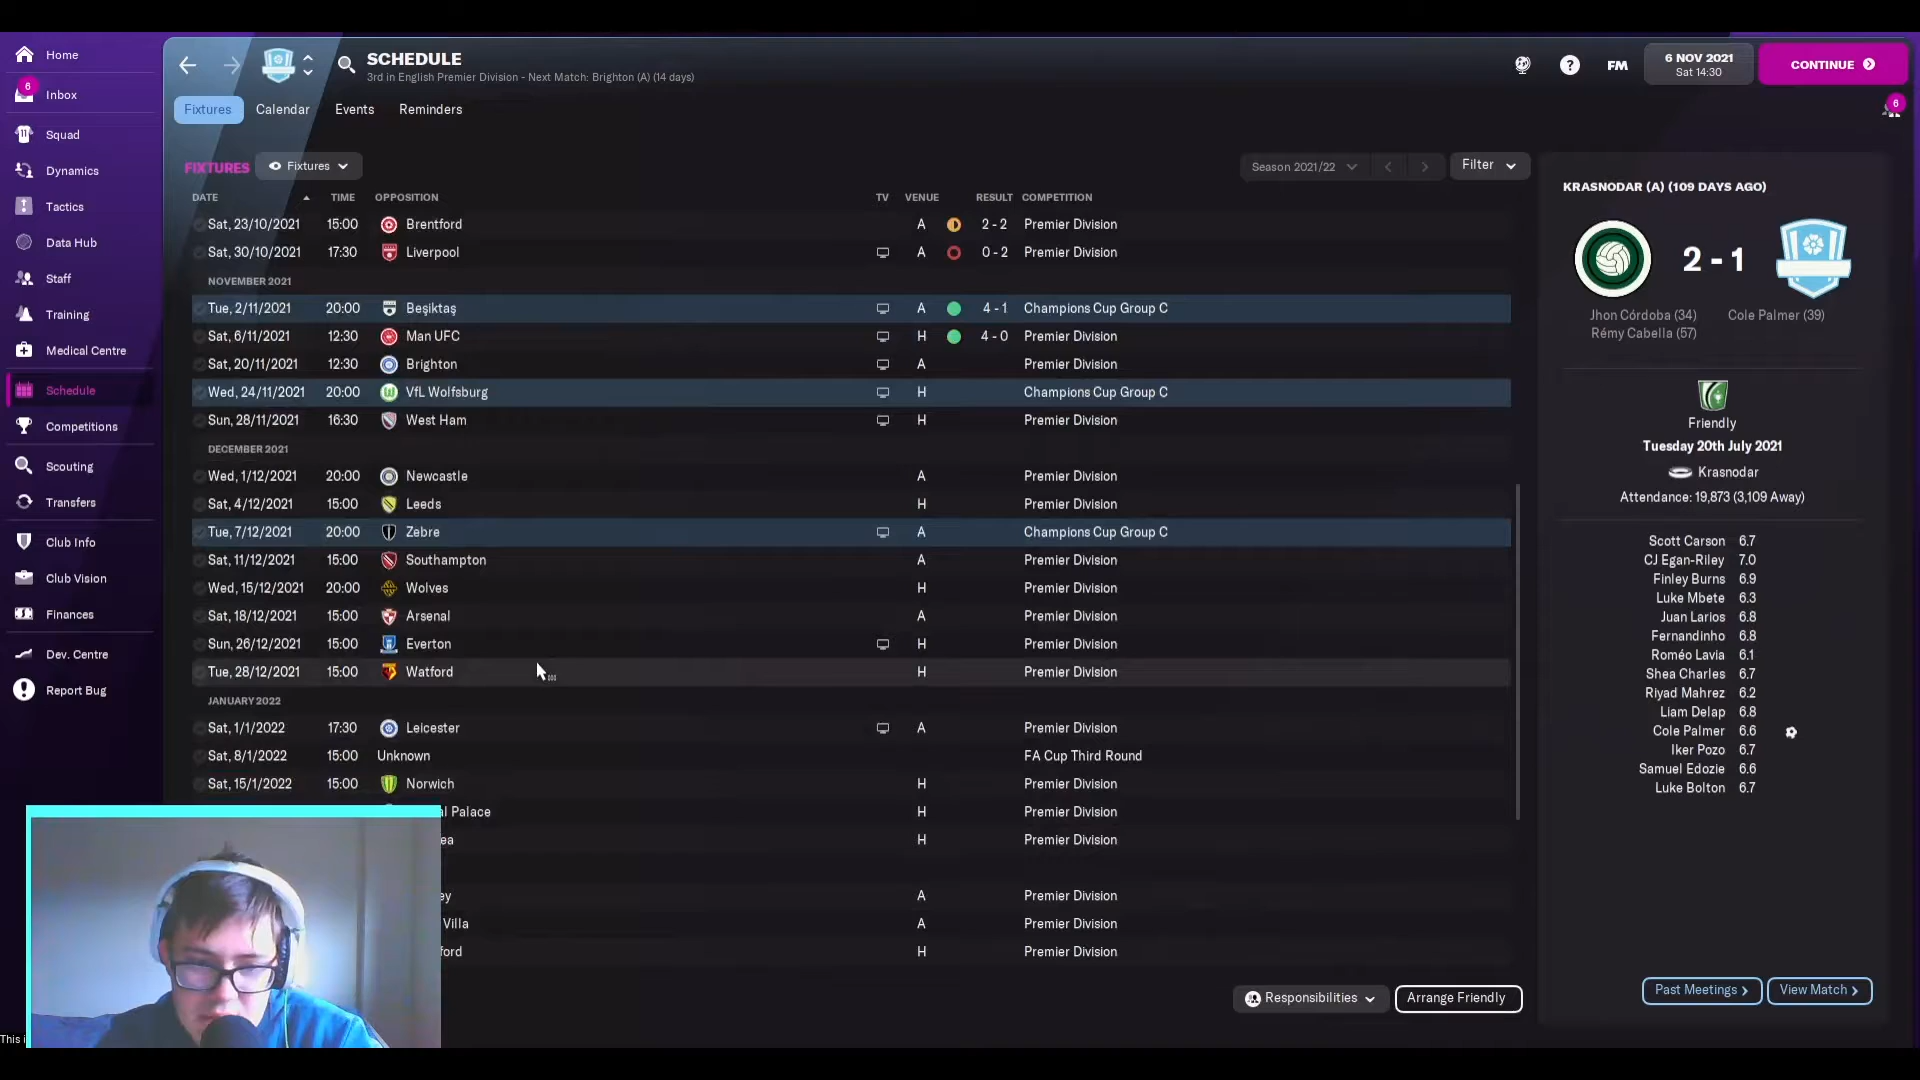 Home
6
Inbox
Squad
Dynamics
Tactics
Data Hub
Staff
Training
Medical Centre
Schedule
Competitions
Scouting
Transfers
Club Info
Club Vision
Finances
Dev. Centre
Report Bug
SCHEDULE
3rd in English Premier Division - Next Match: Brighton (A) (14 days)
FM
6 NOV 2021
Sat 14:30
CONTINUE
Fixtures Calendar Events Reminders
6
FIXTURES Fixtures Season 2021/22 Filter
DATE TIME OPPOSITION TV VENUE RESULT COMPETITION
Sat, 23/10/2021 15:00 Brentford A 2 - 2 Premier Division
Sat, 30/10/2021 17:30 Liverpool A 0 - 2 Premier Division
NOVEMBER 2021
Tue, 2/11/2021 20:00 Beşiktaş A 4 - 1 Champions Cup Group C
Sat, 6/11/2021 12:30 Man UFC H 4 - 0 Premier Division
Sat, 20/11/2021 12:30 Brighton A Premier Division
Wed, 24/11/2021 20:00 VfL Wolfsburg H Champions Cup Group C
Sun, 28/11/2021 16:30 West Ham H Premier Division
DECEMBER 2021
Wed, 1/12/2021 20:00 Newcastle A Premier Division
Sat, 4/12/2021 15:00 Leeds H Premier Division
Tue, 7/12/2021 20:00 Zebre A Champions Cup Group C
Sat, 11/12/2021 15:00 Southampton A Premier Division
Wed, 15/12/2021 20:00 Wolves H Premier Division
Sat, 18/12/2021 15:00 Arsenal A Premier Division
Sun, 26/12/2021 15:00 Everton H Premier Division
Tue, 28/12/2021 15:00 Watford H Premier Division
JANUARY 2022
Sat, 1/1/2022 17:30 Leicester A Premier Division
Sat, 8/1/2022 15:00 Unknown FA Cup Third Round
Sat, 15/1/2022 15:00 Norwich H Premier Division
al Palace H Premier Division
ea H Premier Division
ey A Premier Division
Villa A Premier Division
ford H Premier Division
Responsibilities Arrange Friendly
KRASNODAR (A) (109 DAYS AGO)
2 - 1
Jhon Córdoba (34) Cole Palmer (39)
Rémy Cabella (57)
Friendly
Tuesday 20th July 2021
Krasnodar
Attendance: 19,873 (3,109 Away)
Scott Carson 6.7
CJ Egan-Riley 7.0
Finley Burns 6.9
Luke Mbete 6.3
Juan Larios 6.8
Fernandinho 6.8
Roméo Lavia 6.1
Shea Charles 6.7
Riyad Mahrez 6.2
Liam Delap 6.8
Cole Palmer 6.6
Iker Pozo 6.7
Samuel Edozie 6.6
Luke Bolton 6.7
Past Meetings View Match
This i